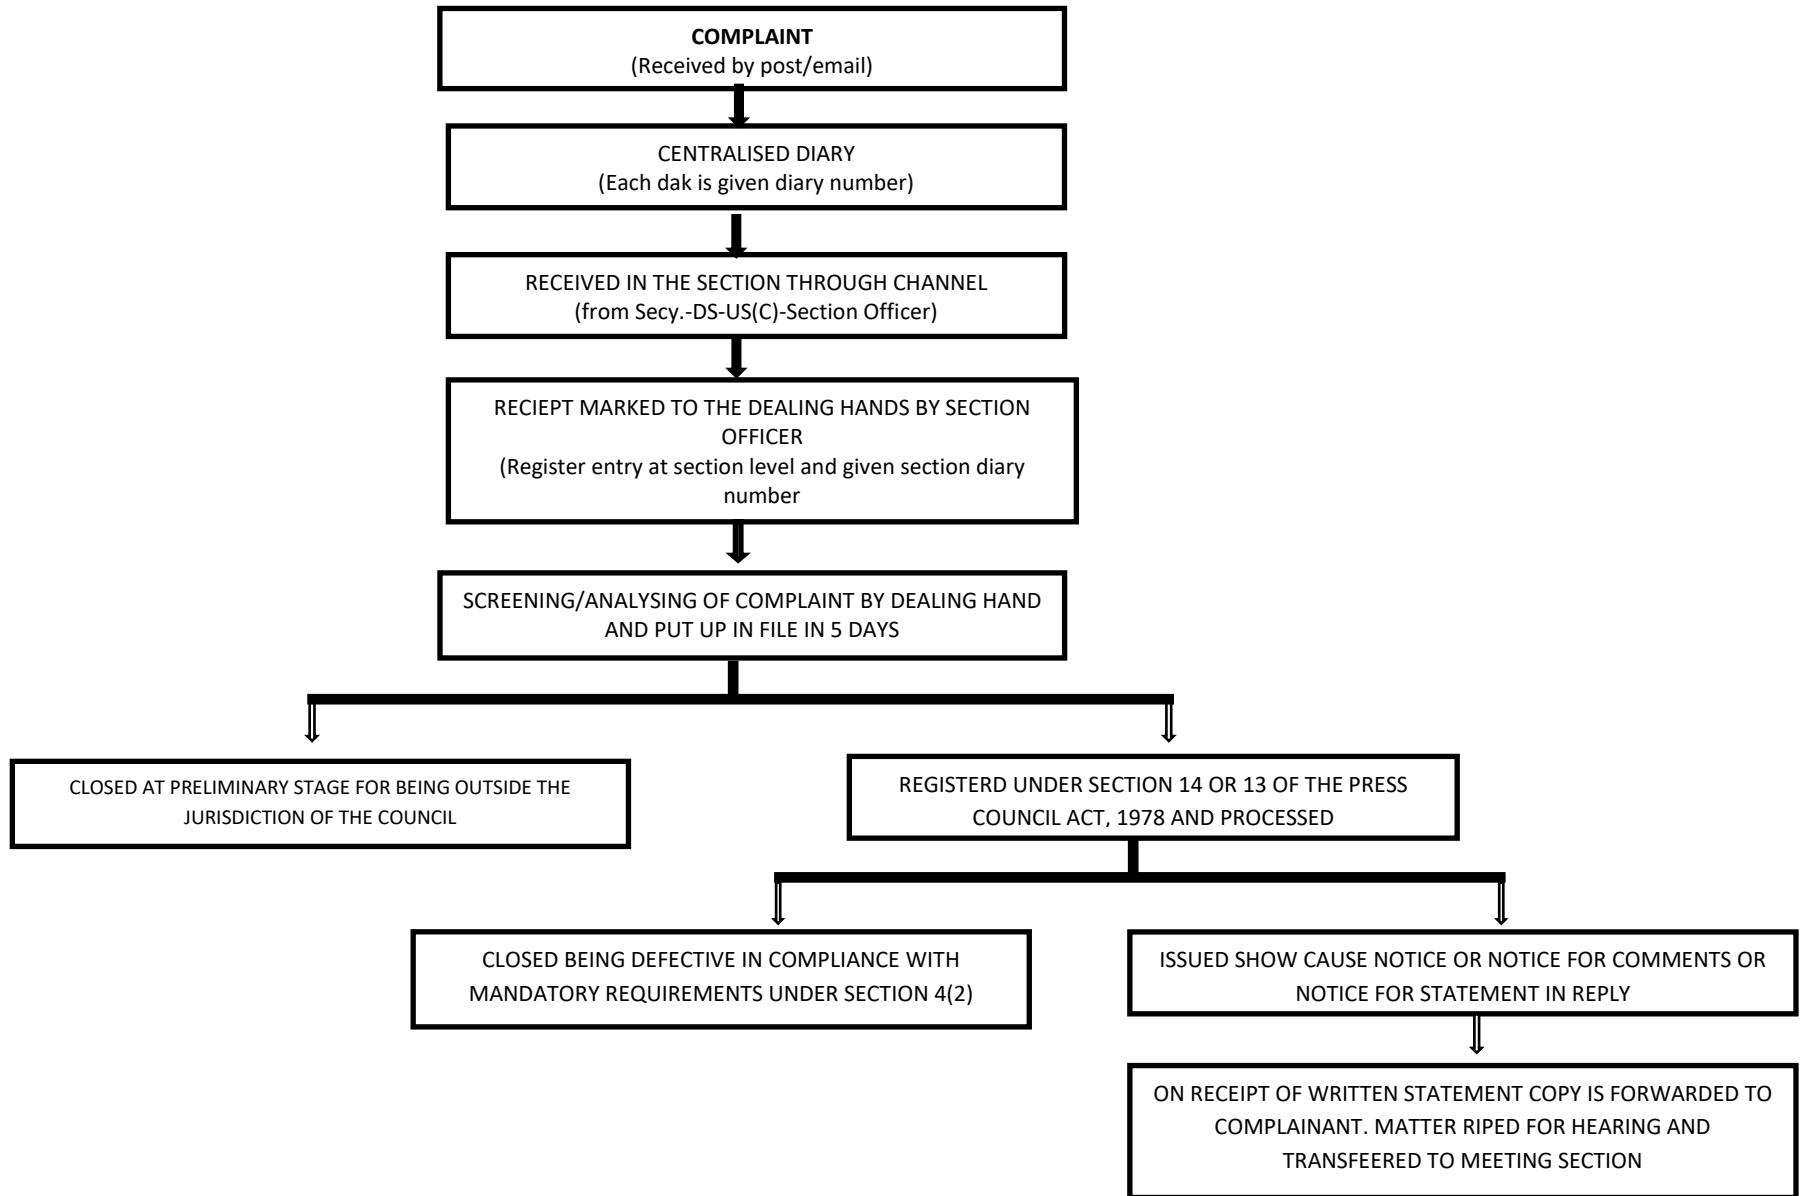 COMPLAINT
(Received by post/email)
CENTRALISED DIARY
(Each dak is given diary number)
RECEIVED IN THE SECTION THROUGH CHANNEL
(from Secy.-DS-US(C)-Section Officer)
RECIEPT MARKED TO THE DEALING HANDS BY SECTION
OFFICER
(Register entry at section level and given section diary
number
SCREENING/ANALYSING OF COMPLAINT BY DEALING HAND
AND PUT UP IN FILE IN 5 DAYS
CLOSED AT PRELIMINARY STAGE FOR BEING OUTSIDE THE
JURISDICTION OF THE COUNCIL
REGISTERD UNDER SECTION 14 OR 13 OF THE PRESS
COUNCIL ACT, 1978 AND PROCESSED
CLOSED BEING DEFECTIVE IN COMPLIANCE WITH
MANDATORY REQUIREMENTS UNDER SECTION 4(2)
ISSUED SHOW CAUSE NOTICE OR NOTICE FOR COMMENTS OR
NOTICE FOR STATEMENT IN REPLY
ON RECEIPT OF WRITTEN STATEMENT COPY IS FORWARDED TO
COMPLAINANT. MATTER RIPED FOR HEARING AND
TRANSFEERED TO MEETING SECTION